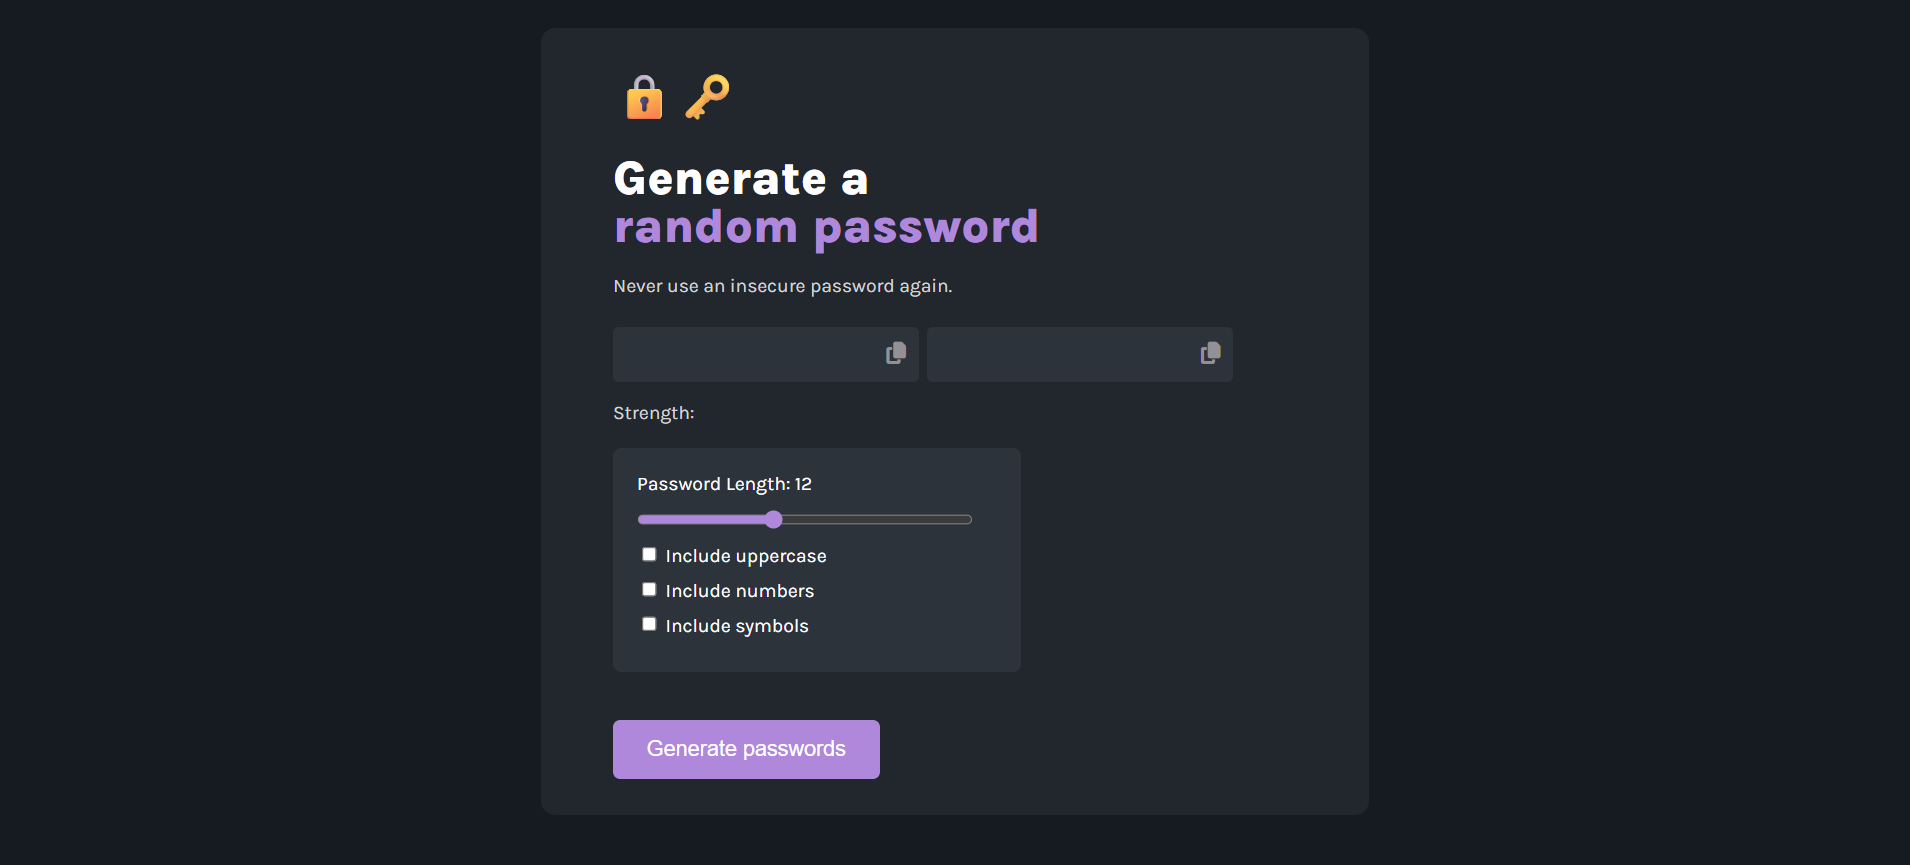 Generate a
random password
Never use an insecure password again.
Strength:
Password Length: 12
Include uppercase
Include numbers
Include symbols
Generate passwords